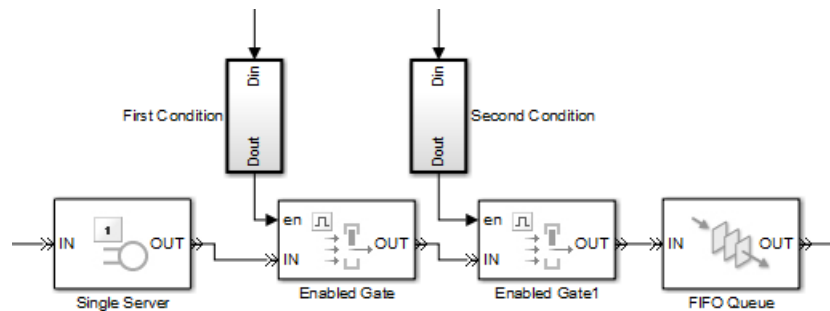 Din
Din
First Condition
Second Condition
Dout
Dout
en
en
IN
1
OUT
IN
OUT
IN
OUT
IN
OUT
Single Server
Enabled Gate
Enabled Gate1
FIFO Queue